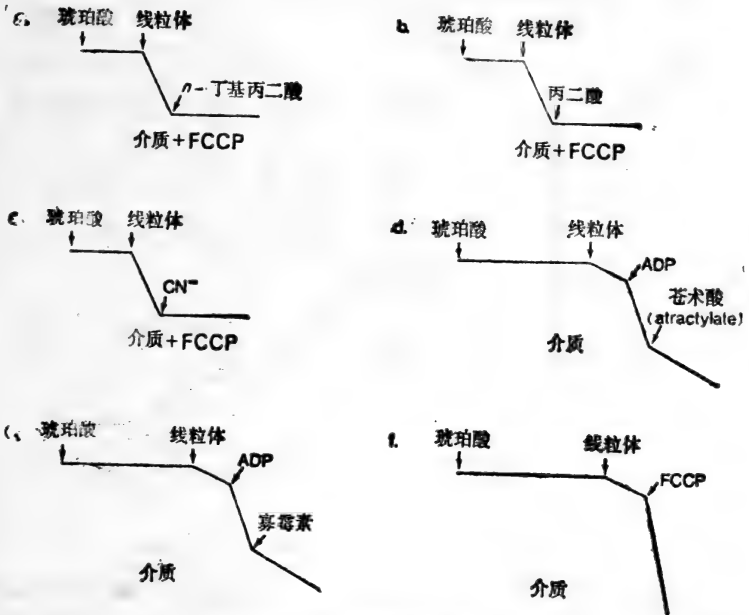 琥珀酸 线粒体
n-丁基丙二酸
介质+FCCP
b. 琥珀酸 线粒体
丙二酸
介质+FCCP
琥珀酸 线粒体
CN⁻
介质+FCCP
d. 琥珀酸 线粒体
ADP
苍术酸
(atractylate)
介质
琥珀酸 线粒体
ADP
寡霉素
介质
f. 琥珀酸 线粒体
FCCP
介质